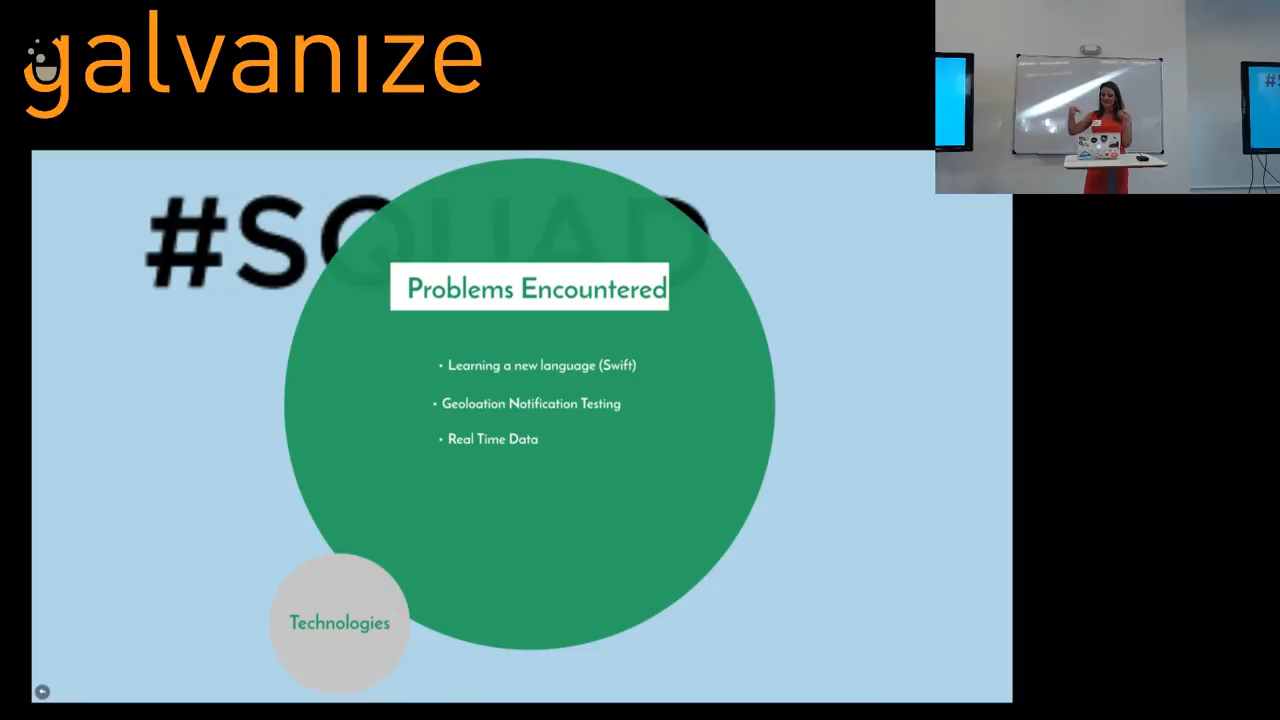 galvanize
#SQUAD
Problems Encountered
• Learning a new language (Swift)
• Geoloation Notification Testing
• Real Time Data
Technologies